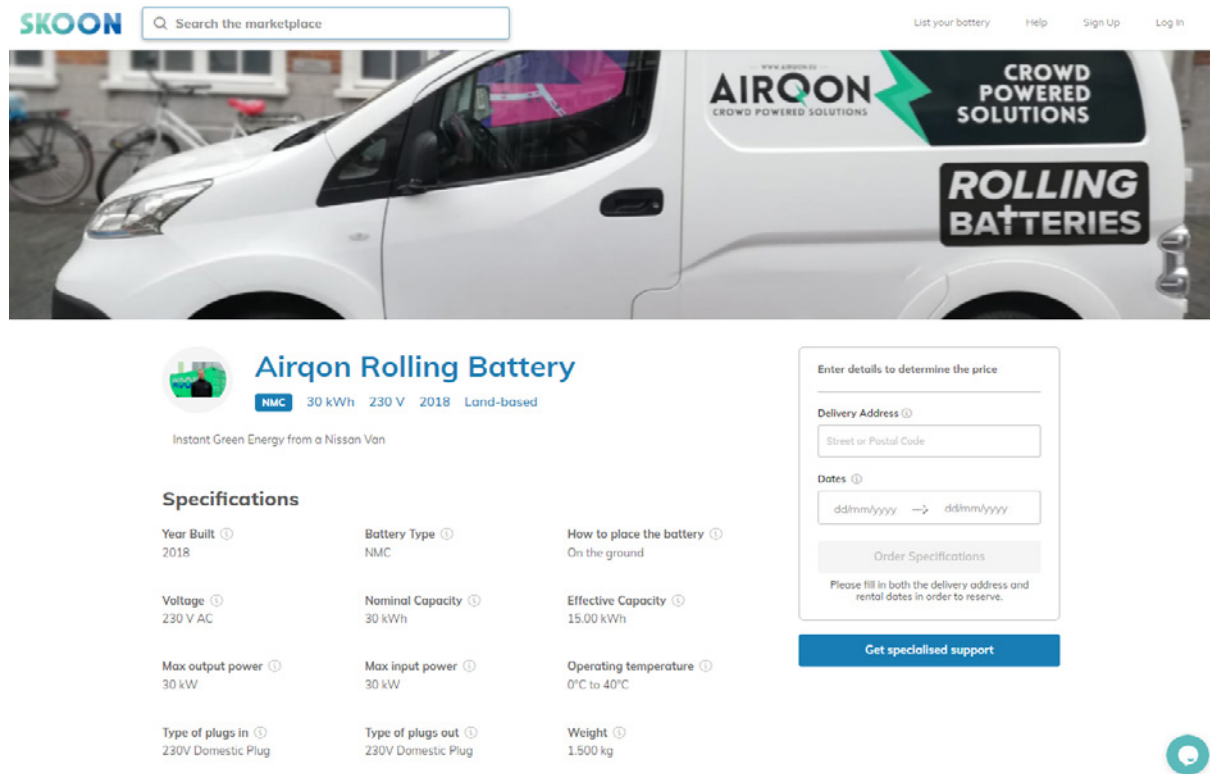 SKOON
Search the marketplace
List your battery
Help
Sign Up
Log In
WWW.AIRQON.EU
AIRQON
CROWD POWERED SOLUTIONS
CROWD
POWERED
SOLUTIONS
ROLLING
BATTERIES
Airqon Rolling Battery
NMC 30 kWh 230 V 2018 Land-based
Instant Green Energy from a Nissan Van
Specifications
Year Built
2018
Battery Type
NMC
How to place the battery
On the ground
Voltage
230 V AC
Nominal Capacity
30 kWh
Effective Capacity
15.00 kWh
Max output power
30 kW
Max input power
30 kW
Operating temperature
0°C to 40°C
Type of plugs in
230V Domestic Plug
Type of plugs out
230V Domestic Plug
Weight
1.500 kg
Enter details to determine the price
Delivery Address
Street or Postal Code
Dates
dd/mm/yyyy dd/mm/yyyy
Order Specifications
Please fill in both the delivery address and
rental dates in order to reserve.
Get specialised support